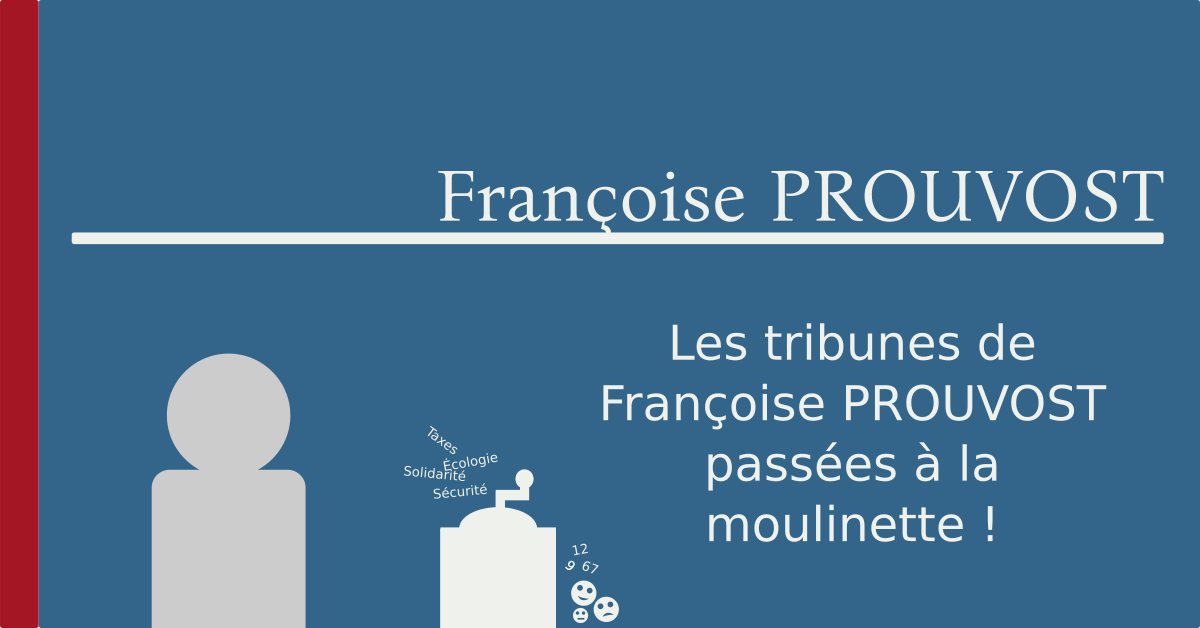 Françoise PROUVOST
Les tribunes de
Françoise PROUVOST
passées à la
moulinette !
Taxes
Écologie
Solidarité
Sécurité
12
9 67